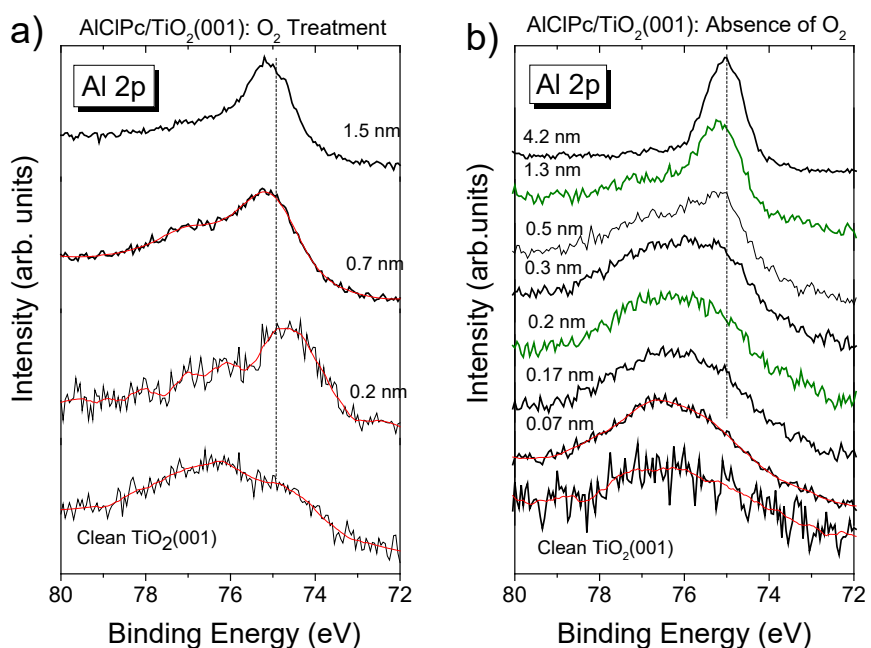 a)
AlClPc/TiO2(001): O2 Treatment
Al 2p
1.5 nm
0.7 nm
0.2 nm
Clean TiO2(001)
Intensity (arb. units)
80 78 76 74 72
Binding Energy (eV)
b)
AlClPc/TiO2(001): Absence of O2
Al 2p
4.2 nm
1.3 nm
0.5 nm
0.3 nm
0.2 nm
0.17 nm
0.07 nm
Clean TiO2(001)
Intensity (arb.units)
80 78 76 74 72
Binding Energy (eV)